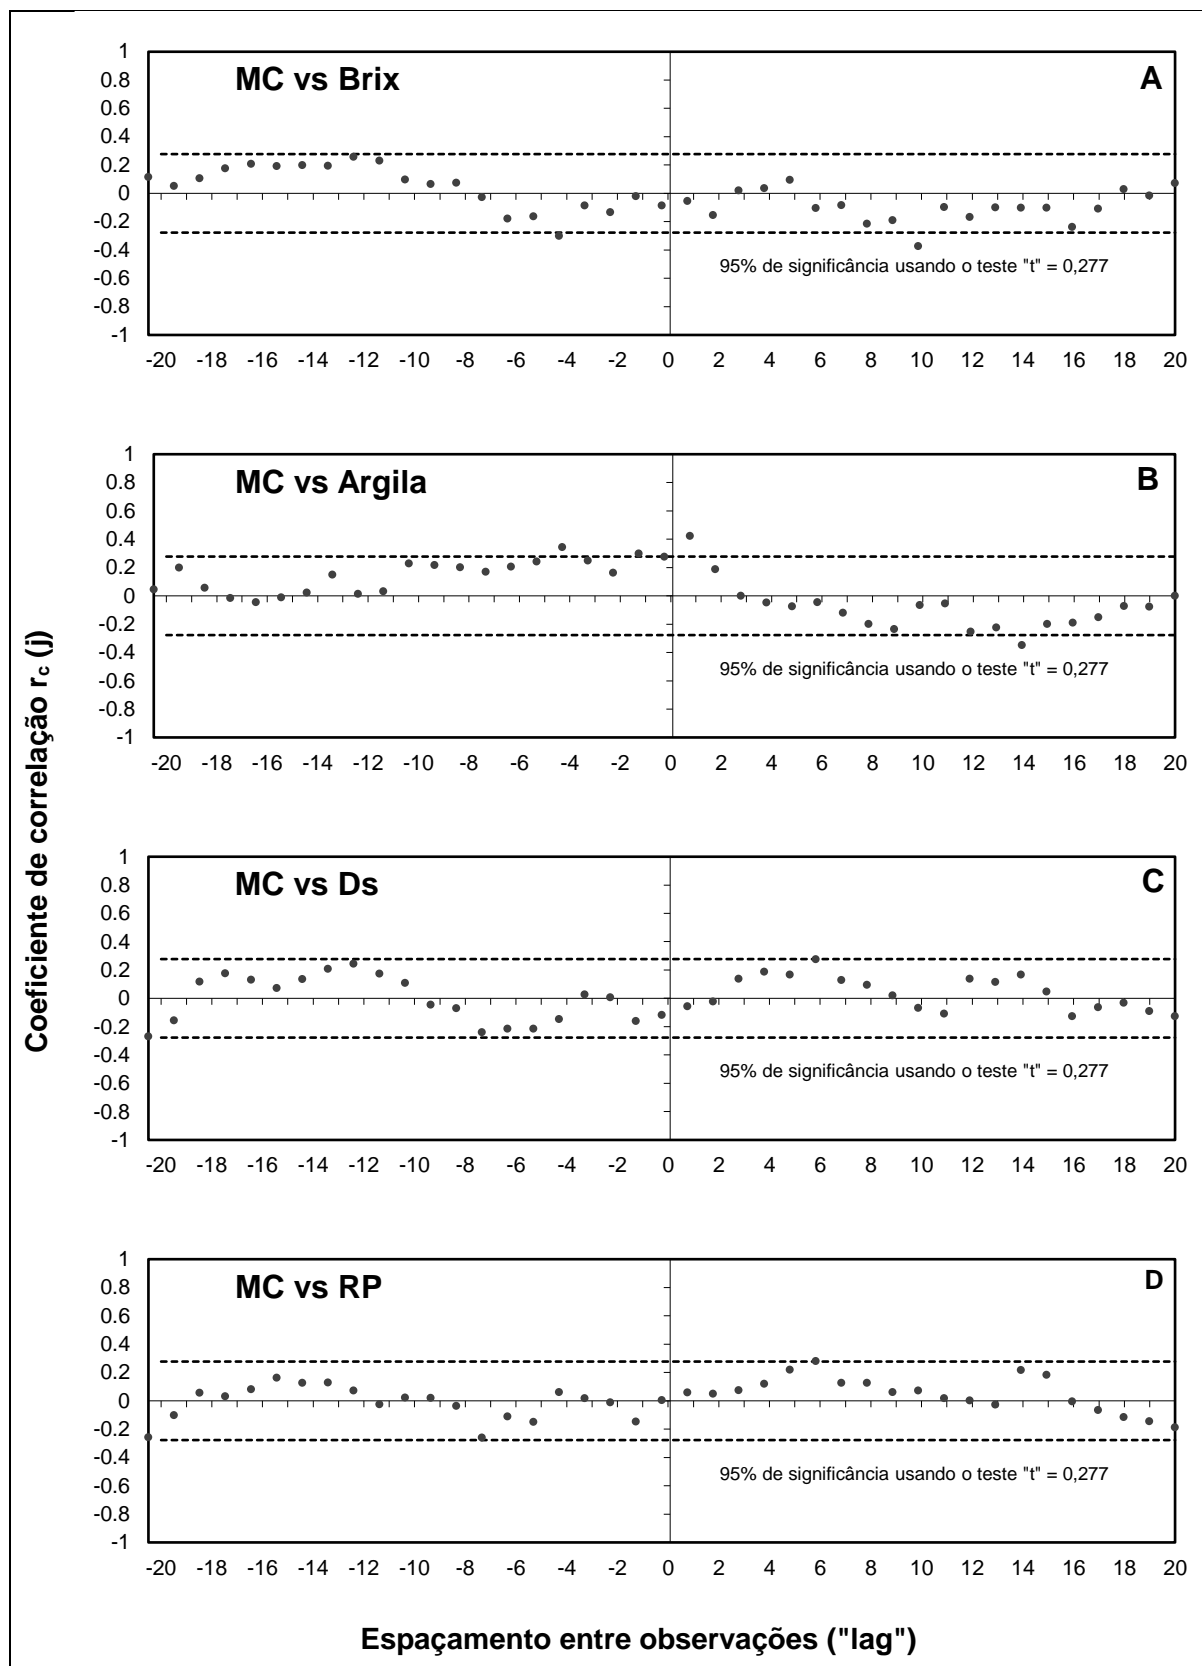 Coeficiente de correlação rc (j)
MC vs Brix
A
1
0.8
0.6
0.4
0.2
0
-0.2
-0.4
-0.6
-0.8
-1
95% de significância usando o teste "t" = 0,277
-20 -18 -16 -14 -12 -10 -8 -6 -4 -2 0 2 4 6 8 10 12 14 16 18 20
MC vs Argila
B
1
0.8
0.6
0.4
0.2
0
-0.2
-0.4
-0.6
-0.8
-1
95% de significância usando o teste "t" = 0,277
-20 -18 -16 -14 -12 -10 -8 -6 -4 -2 0 2 4 6 8 10 12 14 16 18 20
MC vs Ds
C
1
0.8
0.6
0.4
0.2
0
-0.2
-0.4
-0.6
-0.8
-1
95% de significância usando o teste "t" = 0,277
-20 -18 -16 -14 -12 -10 -8 -6 -4 -2 0 2 4 6 8 10 12 14 16 18 20
MC vs RP
D
1
0.8
0.6
0.4
0.2
0
-0.2
-0.4
-0.6
-0.8
-1
95% de significância usando o teste "t" = 0,277
-20 -18 -16 -14 -12 -10 -8 -6 -4 -2 0 2 4 6 8 10 12 14 16 18 20
Espaçamento entre observações ("lag")